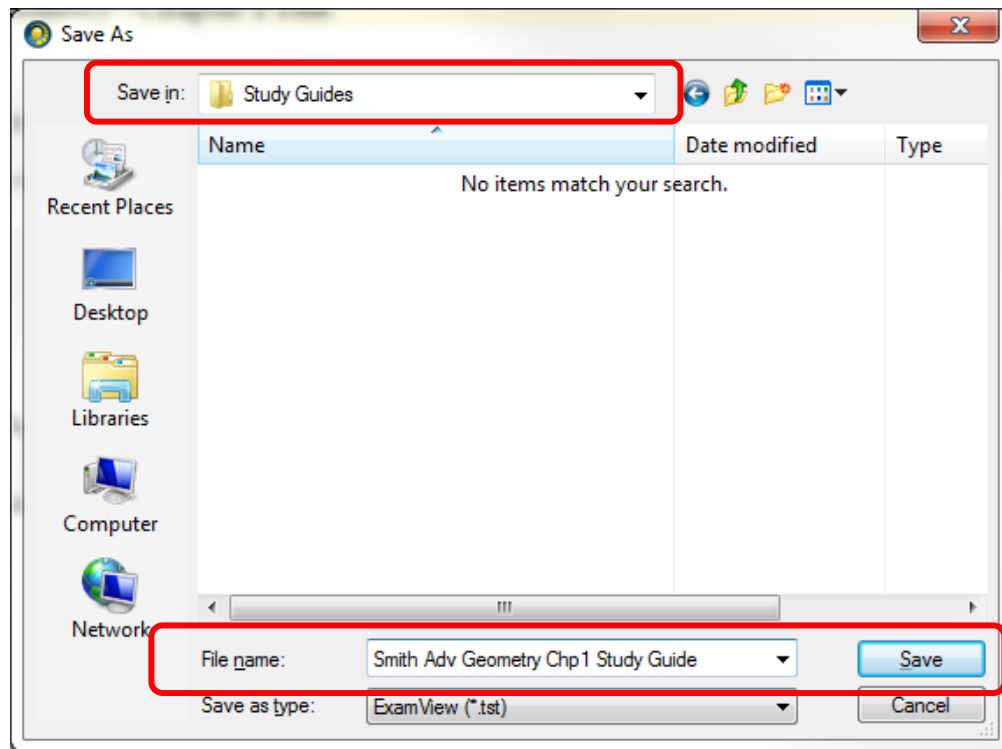 Save As
Save in: Study Guides
Name Date modified Type
No items match your search.
Recent Places
Desktop
Libraries
Computer
Network
File name: Smith Adv Geometry Chp1 Study Guide Save
Save as type: ExamView (*.tst) Cancel